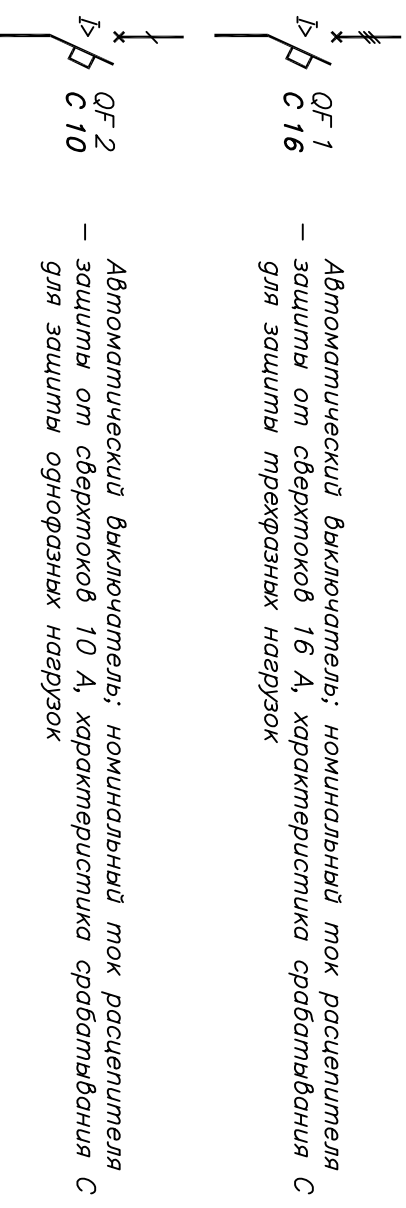 I>
QF 1
C 16
Автоматический выключатель; номинальный ток расцепителя
– защиты от сверхтоков 16 А, характеристика срабатывания С
для защиты трехфазных нагрузок
I>
QF 2
C 10
Автоматический выключатель; номинальный ток расцепителя
– защиты от сверхтоков 10 А, характеристика срабатывания С
для защиты однофазных нагрузок